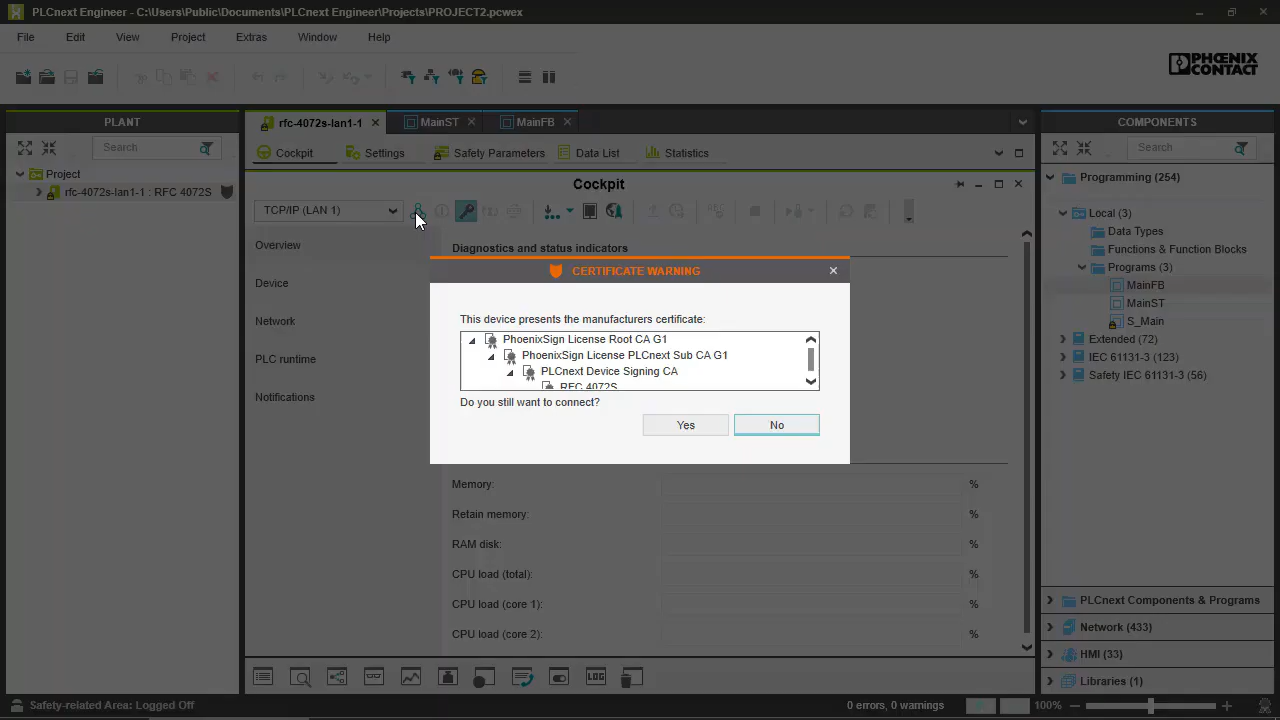 PLCnext Engineer - C:\Users\Public\Documents\PLCnext Engineer\Projects\PROJECT2.pcwex
File Edit View Project Extras Window Help
PHOENIX
CONTACT
PLANT
rfc-4072s-lan1-1
MainST
MainFB
COMPONENTS
Search
Cockpit
Settings
Safety Parameters
Data List
Statistics
Search
Project
rfc-4072s-lan1-1 : RFC 4072S
Cockpit
TCP/IP (LAN 1)
Overview
Device
Network
PLC runtime
Notifications
Diagnostics and status indicators
CERTIFICATE WARNING
This device presents the manufacturers certificate:
PhoenixSign License Root CA G1
PhoenixSign License PLCnext Sub CA G1
PLCnext Device Signing CA
RFC 4072S
Do you still want to connect?
Yes
No
Memory: %
Retain memory: %
RAM disk: %
CPU load (total): %
CPU load (core 1): %
CPU load (core 2): %
Programming (254)
Local (3)
Data Types
Functions & Function Blocks
Programs (3)
MainFB
MainST
S_Main
Extended (72)
IEC 61131-3 (123)
Safety IEC 61131-3 (56)
PLCnext Components & Programs
Network (433)
HMI (33)
Libraries (1)
LOG
Safety-related Area: Logged Off
0 errors, 0 warnings
100%